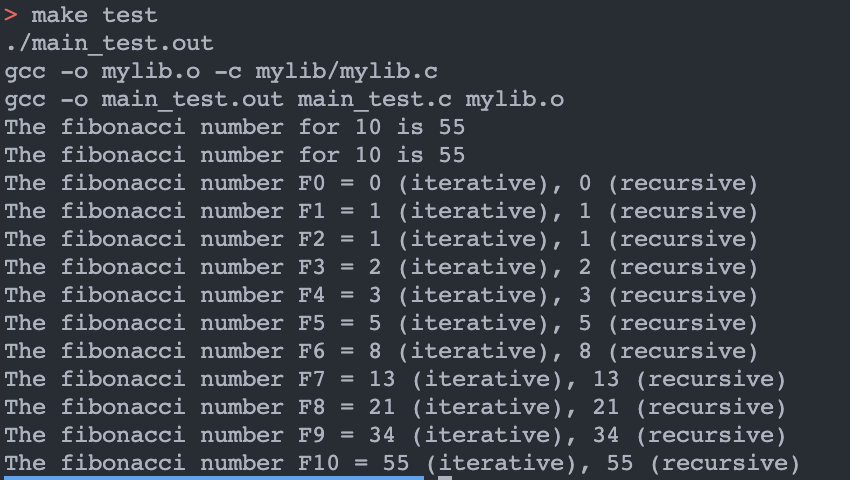 > make test
./main_test.out
gcc -o mylib.o -c mylib/mylib.c
gcc -o main_test.out main_test.c mylib.o
The fibonacci number for 10 is 55
The fibonacci number for 10 is 55
The fibonacci number F0 = 0 (iterative), 0 (recursive)
The fibonacci number F1 = 1 (iterative), 1 (recursive)
The fibonacci number F2 = 1 (iterative), 1 (recursive)
The fibonacci number F3 = 2 (iterative), 2 (recursive)
The fibonacci number F4 = 3 (iterative), 3 (recursive)
The fibonacci number F5 = 5 (iterative), 5 (recursive)
The fibonacci number F6 = 8 (iterative), 8 (recursive)
The fibonacci number F7 = 13 (iterative), 13 (recursive)
The fibonacci number F8 = 21 (iterative), 21 (recursive)
The fibonacci number F9 = 34 (iterative), 34 (recursive)
The fibonacci number F10 = 55 (iterative), 55 (recursive)